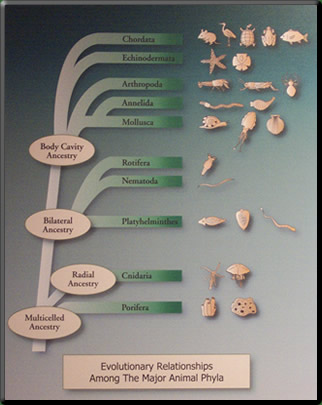 Chordata
Echinodermata
Arthropoda
Annelida
Mollusca
Body Cavity
Ancestry
Rotifera
Nematoda
Bilateral
Ancestry
Platyhelminthes
Radial
Ancestry
Cnidaria
Porifera
Multicelled
Ancestry
Evolutionary Relationships
Among The Major Animal Phyla